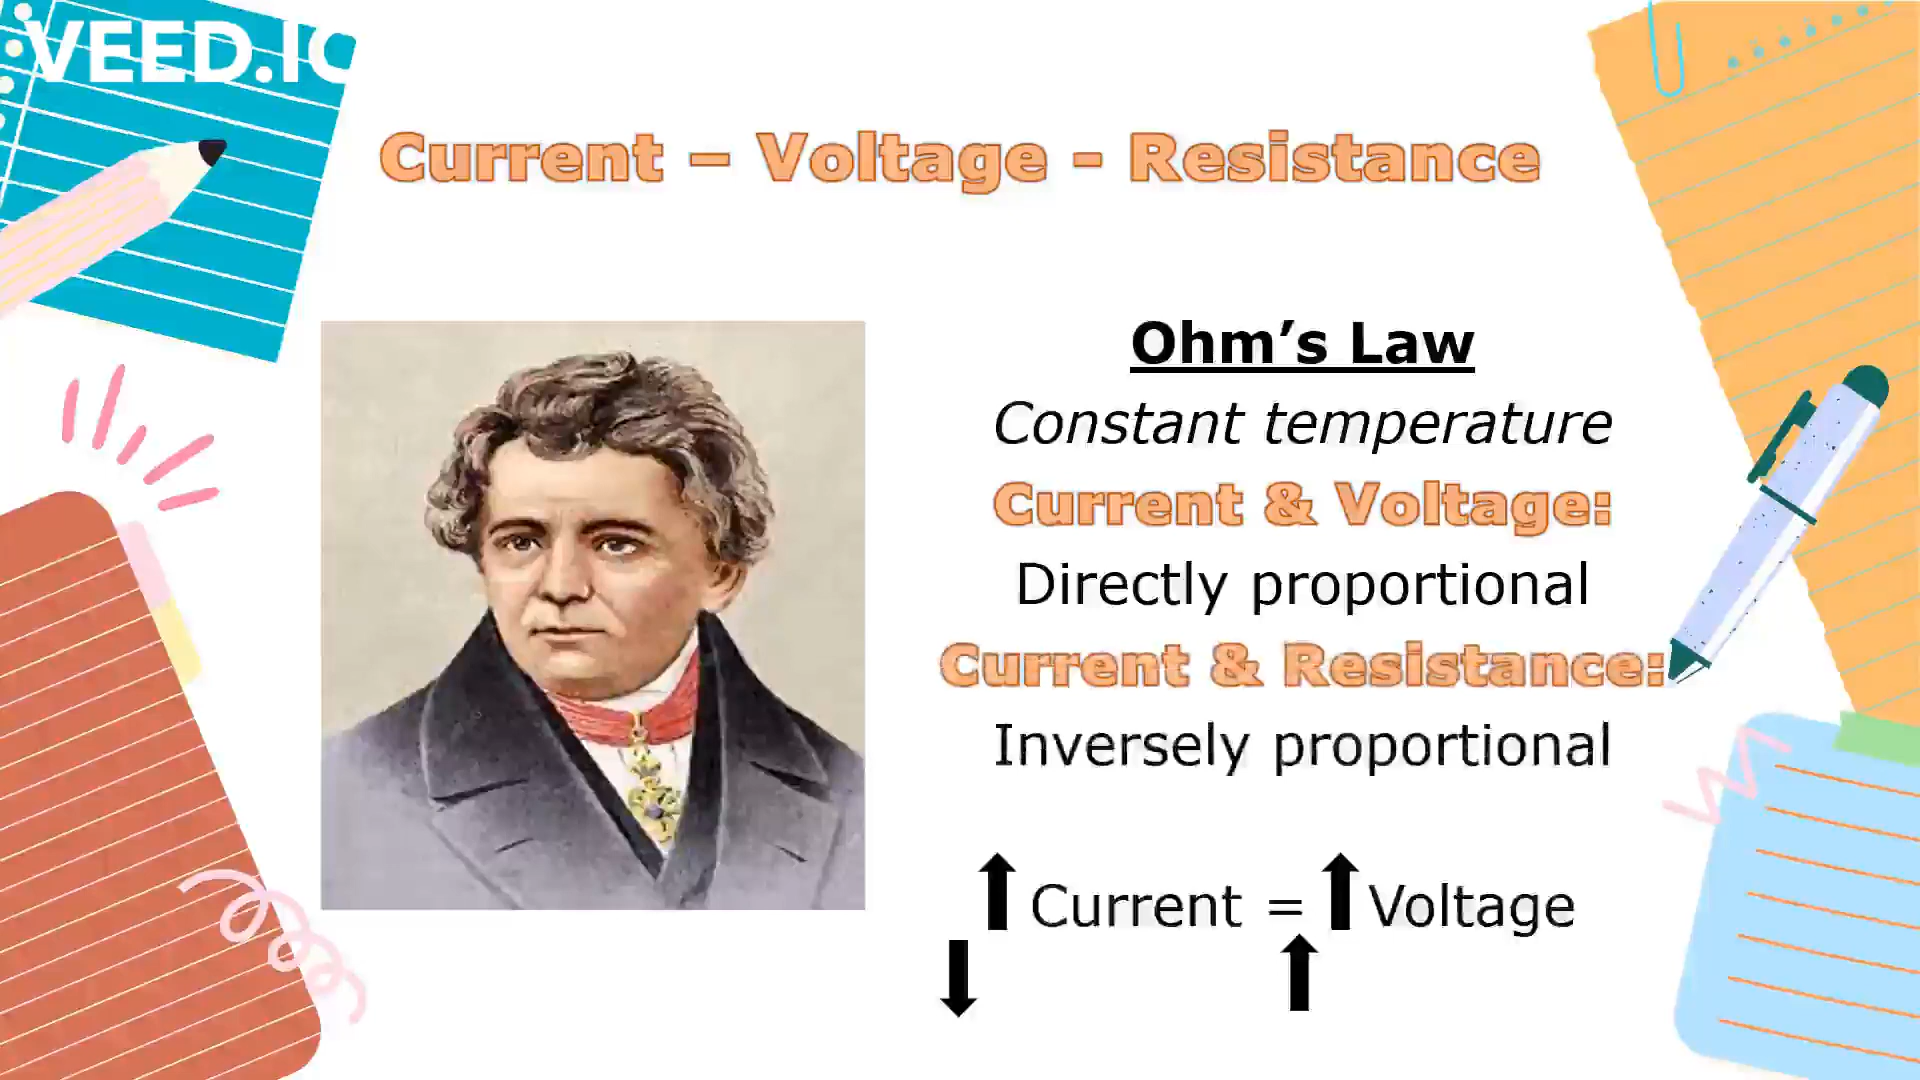 VEED.IO
Current – Voltage - Resistance
Ohm’s Law
Constant temperature
Current & Voltage:
Directly proportional
Current & Resistance:
Inversely proportional
Current = Voltage